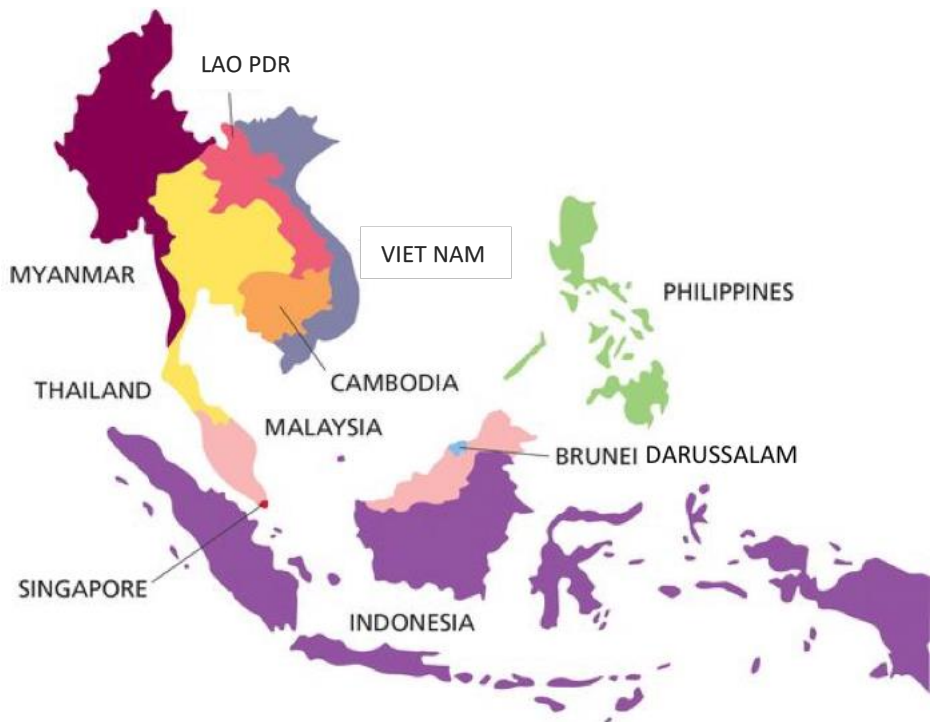 LAO PDR
VIET NAM
MYANMAR
PHILIPPINES
THAILAND
CAMBODIA
MALAYSIA
BRUNEI DARUSSALAM
SINGAPORE
INDONESIA